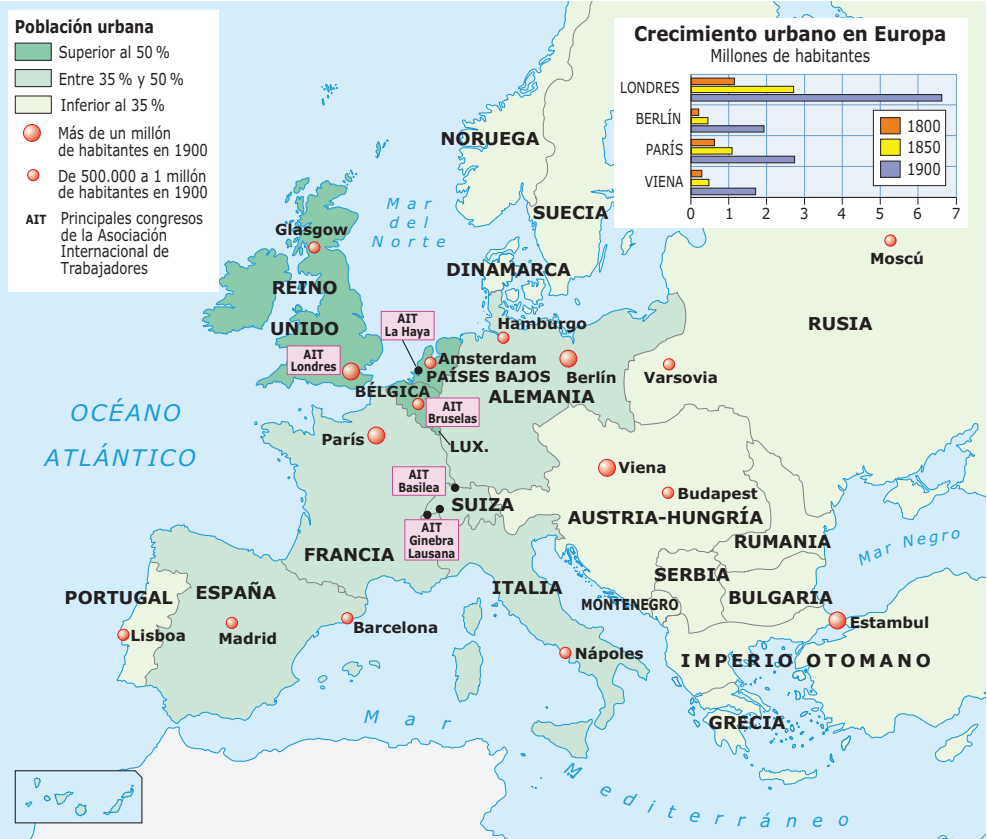 Población urbana
Superior al 50 %
Entre 35 % y 50 %
Inferior al 35 %
Más de un millón
de habitantes en 1900
De 500.000 a 1 millón
de habitantes en 1900
AIT Principales congresos
de la Asociación
Internacional de
Trabajadores
Crecimiento urbano en Europa
Millones de habitantes
LONDRES
BERLÍN
PARÍS
VIENA
1800
1850
1900
0 1 2 3 4 5 6 7
NORUEGA
SUECIA
Mar
del
Norte
Glasgow
REINO
UNIDO
DINAMARCA
Moscú
RUSIA
AIT
La Haya
Hamburgo
AIT
Londres
Amsterdam
PAÍSES BAJOS
Berlín
Varsovia
BÉLGICA
ALEMANIA
AIT
Bruselas
OCÉANO
ATLÁNTICO
París
LUX.
AIT
Basilea
Viena
Budapest
SUIZA
AUSTRIA-HUNGRÍA
AIT
Ginebra
Lausana
FRANCIA
RUMANIA
Mar Negro
SERBIA
ITALIA
MONTENEGRO
BULGARIA
PORTUGAL
ESPAÑA
Lisboa
Madrid
Barcelona
Nápoles
Estambul
IMPERIO OTOMANO
GRECIA
Mar
Mediterráneo